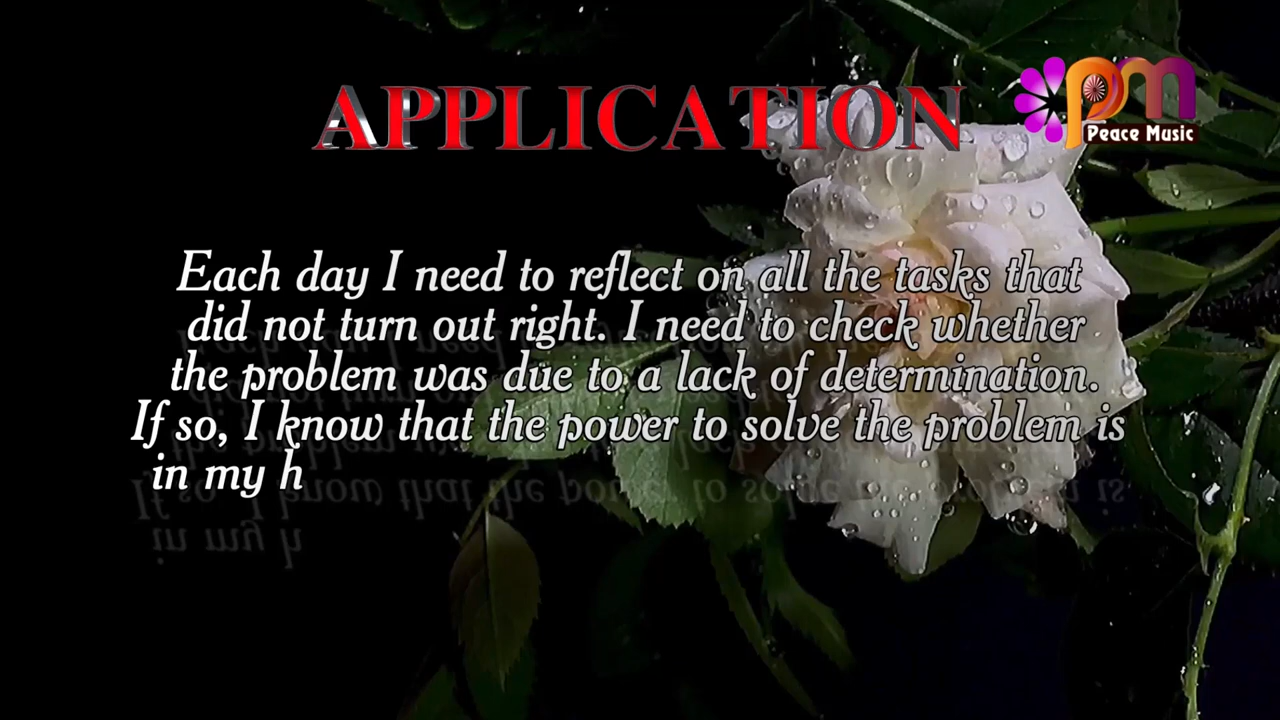 APPLICATION
pm
Peace Music
Each day I need to reflect on all the tasks that
did not turn out right. I need to check whether
the problem was due to a lack of determination.
If so, I know that the power to solve the problem is
in my h